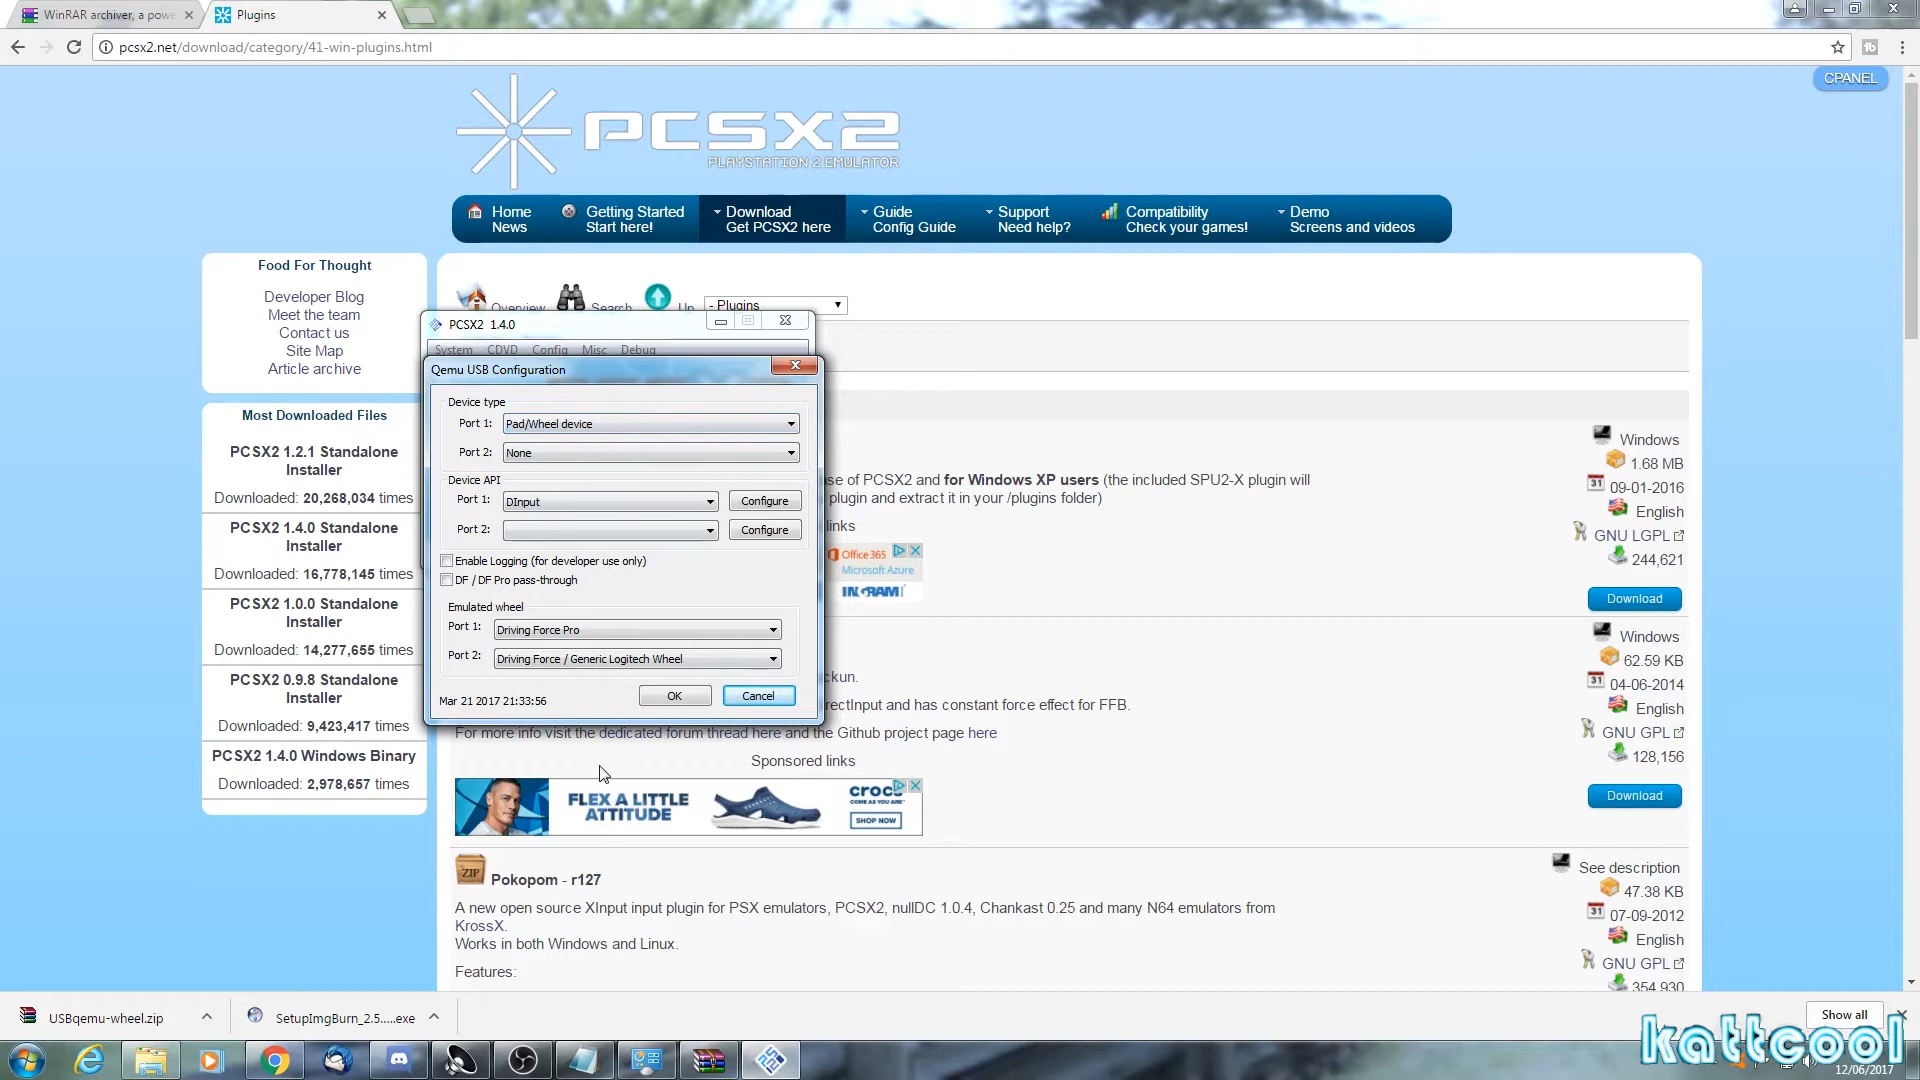 WinRAR archiver, a powe
Plugins
pcsx2.net/download/category/41-win-plugins.html
CPANEL
PCSX2
PLAYSTATION 2 EMULATOR
Home
News
Getting Started
Start here!
Download
Get PCSX2 here
Guide
Config Guide
Support
Need help?
Compatibility
Check your games!
Demo
Screens and videos
Food For Thought
Developer Blog
Meet the team
Contact us
Site Map
Article archive
Most Downloaded Files
PCSX2 1.2.1 Standalone
Installer
Downloaded: 20,268,034 times
PCSX2 1.4.0 Standalone
Installer
Downloaded: 16,778,145 times
PCSX2 1.0.0 Standalone
Installer
Downloaded: 14,277,655 times
PCSX2 0.9.8 Standalone
Installer
Downloaded: 9,423,417 times
PCSX2 1.4.0 Windows Binary
Downloaded: 2,978,657 times
Overview
Search
Up
- Plugins
PCSX2 1.4.0
System CDVD Config Misc Debug
Qemu USB Configuration
Device type
Port 1: Pad/Wheel device
Port 2: None
Device API
Port 1: DInput Configure
Port 2: Configure
Enable Logging (for developer use only)
DF / DF Pro pass-through
Emulated wheel
Port 1: Driving Force Pro
Port 2: Driving Force / Generic Logitech Wheel
Mar 21 2017 21:33:56
OK
Cancel
se of PCSX2 and for Windows XP users (the included SPU2-X plugin will
plugin and extract it in your /plugins folder)
links
Office 365
Microsoft Azure
INGRAM
Windows
1.68 MB
31 09-01-2016
English
GNU LGPL
244,621
Download
ckun.
rectInput and has constant force effect for FFB.
For more info visit the dedicated forum thread here and the Github project page here
Sponsored links
FLEX A LITTLE
ATTITUDE
crocs
COME AS YOU ARE
SHOP NOW
Windows
62.59 KB
31 04-06-2014
English
GNU GPL
128,156
Download
ZIP
Pokopom - r127
A new open source XInput input plugin for PSX emulators, PCSX2, nullDC 1.0.4, Chankast 0.25 and many N64 emulators from
KrossX.
Works in both Windows and Linux.
Features:
See description
47.38 KB
31 07-09-2012
English
GNU GPL
354,930
USBqemu-wheel.zip
SetupImgBurn_2.5.....exe
Show all
kattcool
12/06/2017